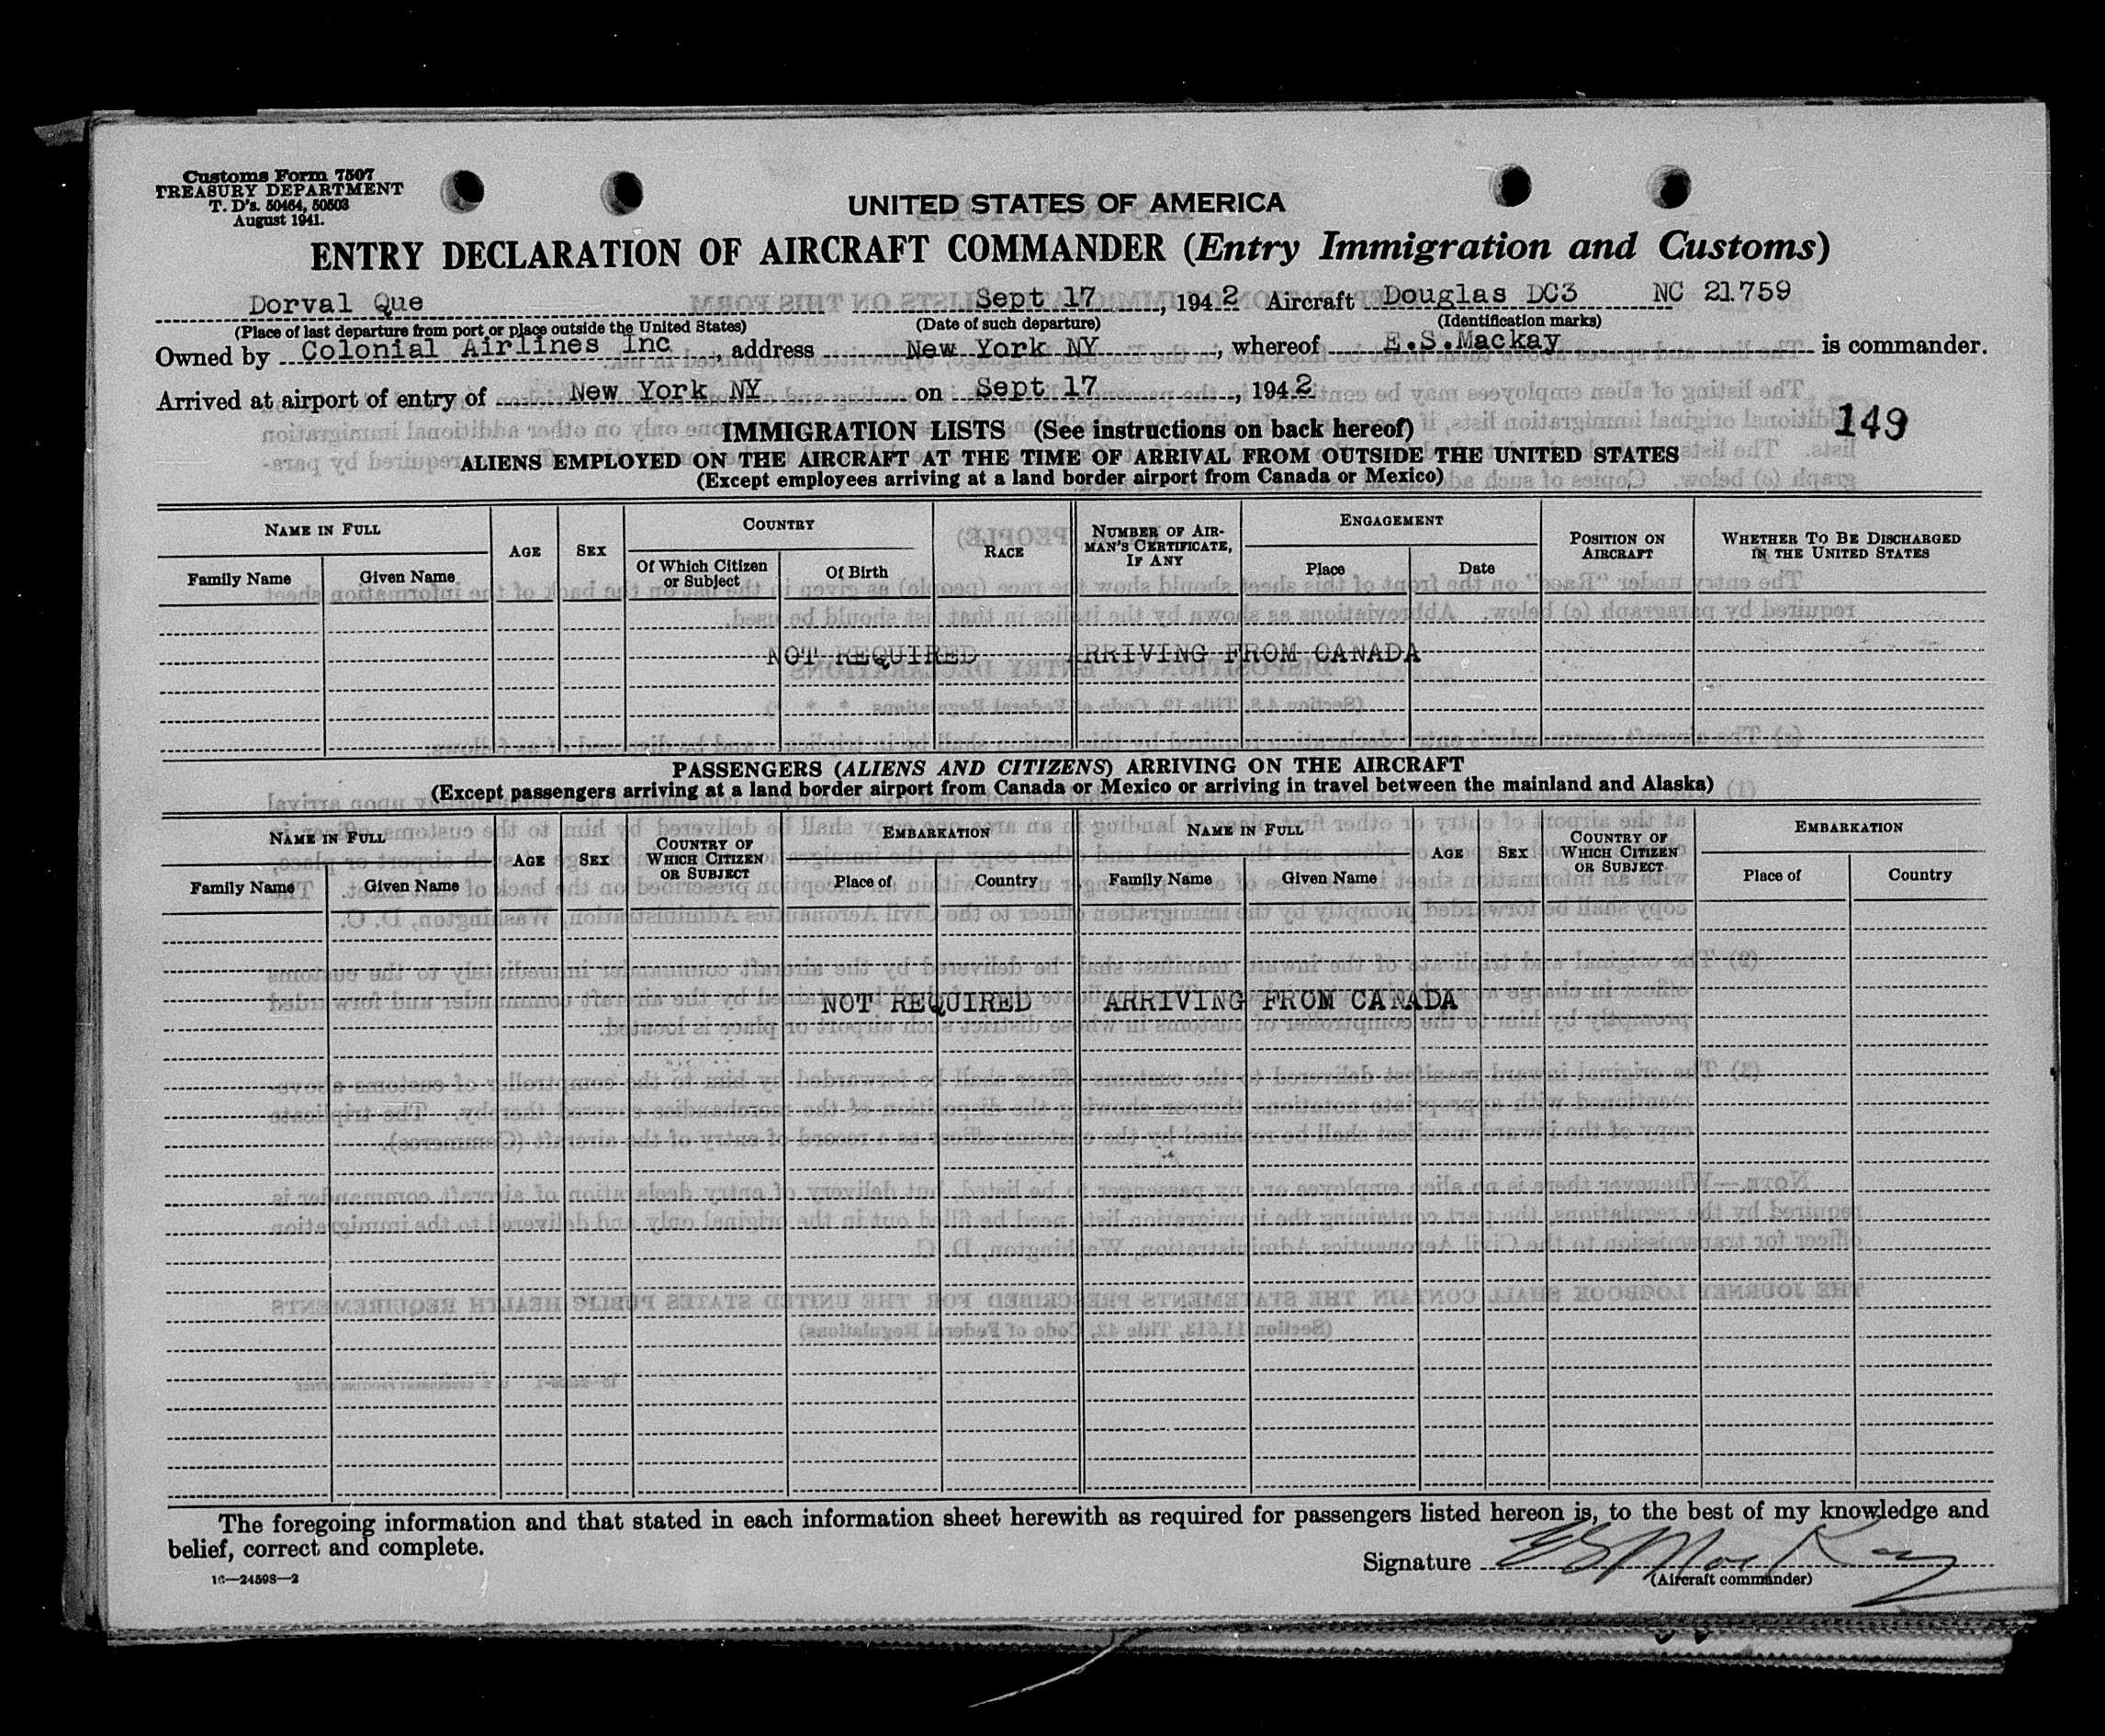 Customs Form 7507
TREASURY DEPARTMENT
T. D's. 50464, 50503
August 1941.
UNITED STATES OF AMERICA
ENTRY DECLARATION OF AIRCRAFT COMMANDER (Entry Immigration and Customs)
Dorval Que Sept 17, 1942 Aircraft Douglas DC3 NC 21759
(Place of last departure from port or place outside the United States) (Date of such departure) (Identification marks)
Owned by Colonial Airlines Inc, address New York NY, whereof E.S.Mackay is commander.
Arrived at airport of entry of New York NY on Sept 17, 1942
149
IMMIGRATION LISTS (See instructions on back hereof)
ALIENS EMPLOYED ON THE AIRCRAFT AT THE TIME OF ARRIVAL FROM OUTSIDE THE UNITED STATES
(Except employees arriving at a land border airport from Canada or Mexico)
NAME IN FULL AGE SEX COUNTRY RACE NUMBER OF AIRMAN'S CERTIFICATE, IF ANY ENGAGEMENT POSITION ON AIRCRAFT WHETHER TO BE DISCHARGED IN THE UNITED STATES
Family Name Given Name Of Which Citizen or Subject Of Birth Place Date
NOT REQUIRED ARRIVING FROM CANADA
PASSENGERS (ALIENS AND CITIZENS) ARRIVING ON THE AIRCRAFT
(Except passengers arriving at a land border airport from Canada or Mexico or arriving in travel between the mainland and Alaska)
NAME IN FULL AGE SEX COUNTRY OF WHICH CITIZEN OR SUBJECT EMBARKATION NAME IN FULL AGE SEX COUNTRY OF WHICH CITIZEN OR SUBJECT EMBARKATION
Family Name Given Name Place of Country Family Name Given Name Place of Country
NOT REQUIRED ARRIVING FROM CANADA
The foregoing information and that stated in each information sheet herewith as required for passengers listed hereon is, to the best of my knowledge and
belief, correct and complete.
Signature E S MacKay
(Aircraft commander)
16—24598—2